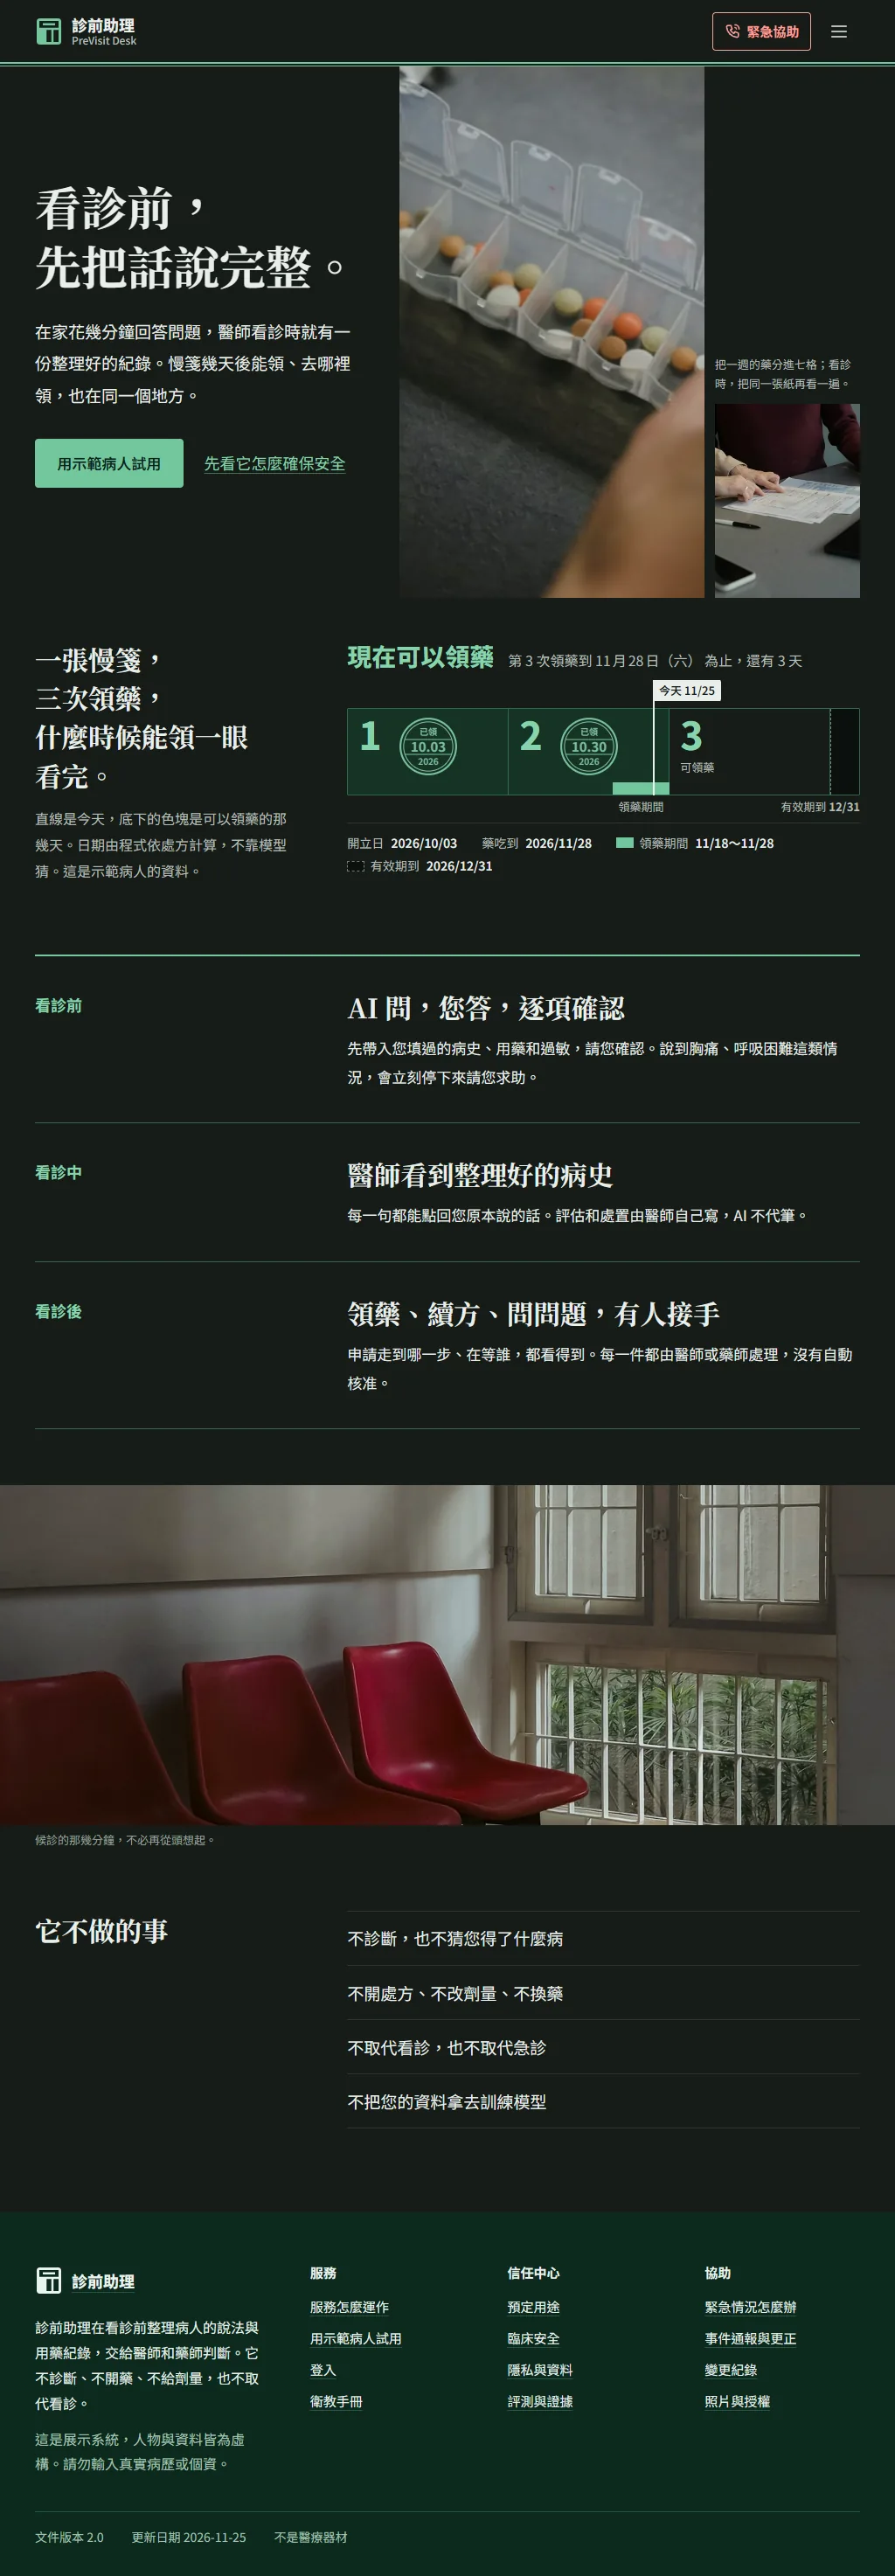 診前助理
PreVisit Desk
緊急協助
看診前，
先把話說完整。
在家花幾分鐘回答問題，醫師看診時就有一
份整理好的紀錄。慢箋幾天後能領、去哪裡
領，也在同一個地方。
用示範病人試用
先看它怎麼確保安全
把一週的藥分進七格；看診
時，把同一張紙再看一遍。
一張慢箋，
三次領藥，
什麼時候能領一眼
看完。
直線是今天，底下的色塊是可以領藥的那
幾天。日期由程式依處方計算，不靠模型
猜。這是示範病人的資料。
現在可以領藥
第 3 次領藥到 11 月 28 日（六） 為止，還有 3 天
今天 11/25
1
已領
10.03
2026
2
已領
10.30
2026
3
可領藥
領藥期間
有效期到 12/31
開立日 2026/10/03
藥吃到 2026/11/28
領藥期間 11/18～11/28
有效期到 2026/12/31
看診前
AI 問，您答，逐項確認
先帶入您填過的病史、用藥和過敏，請您確認。說到胸痛、呼吸困難這類情
況，會立刻停下來請您求助。
看診中
醫師看到整理好的病史
每一句都能點回您原本說的話。評估和處置由醫師自己寫，AI 不代筆。
看診後
領藥、續方、問問題，有人接手
申請走到哪一步、在等誰，都看得到。每一件都由醫師或藥師處理，沒有自動
核准。
候診的那幾分鐘，不必再從頭想起。
它不做的事
不診斷，也不猜您得了什麼病
不開處方、不改劑量、不換藥
不取代看診，也不取代急診
不把您的資料拿去訓練模型
診前助理
診前助理在看診前整理病人的說法與
用藥紀錄，交給醫師和藥師判斷。它
不診斷、不開藥、不給劑量，也不取
代看診。
這是展示系統，人物與資料皆為虛
構。請勿輸入真實病歷或個資。
服務
服務怎麼運作
用示範病人試用
登入
衛教手冊
信任中心
預定用途
臨床安全
隱私與資料
評測與證據
協助
緊急情況怎麼辦
事件通報與更正
變更紀錄
照片與授權
文件版本 2.0
更新日期 2026-11-25
不是醫療器材